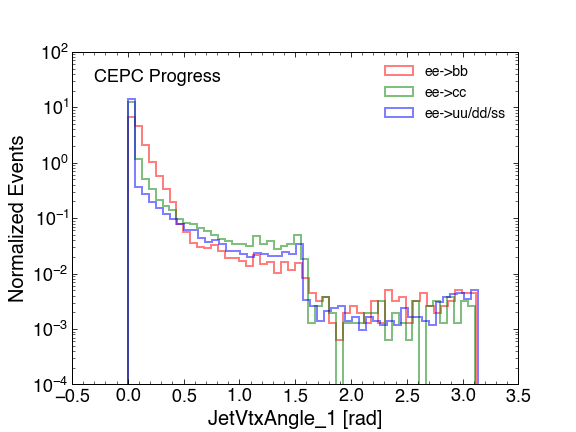 CEPC Progress
ee->bb
ee->cc
ee->uu/dd/ss
Normalized Events
10²
10¹
10⁰
10⁻¹
10⁻²
10⁻³
10⁻⁴
−0.5 0.0 0.5 1.0 1.5 2.0 2.5 3.0 3.5
JetVtxAngle_1 [rad]